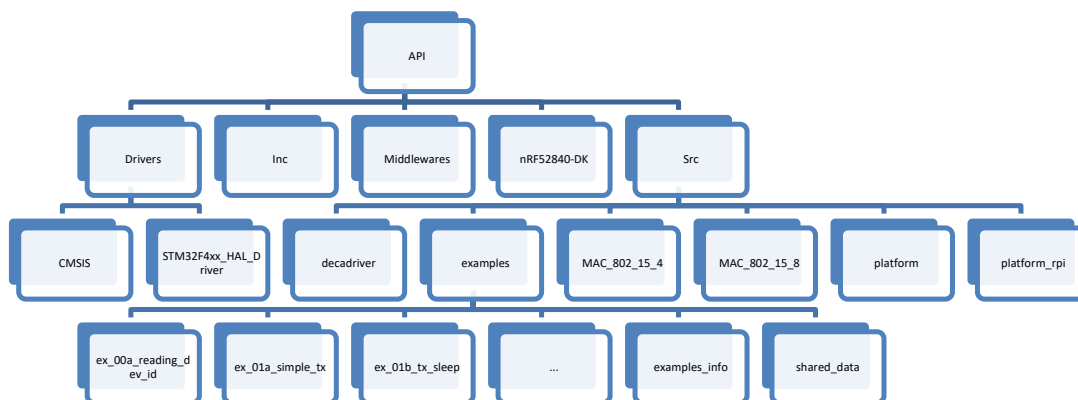 API
Drivers
Inc
Middlewares
nRF52840-DK
Src
CMSIS
STM32F4xx_HAL_D
river
decadriver
examples
MAC_802_15_4
MAC_802_15_8
platform
platform_rpi
ex_00a_reading_d
ev_id
ex_01a_simple_tx
ex_01b_tx_sleep
...
examples_info
shared_data